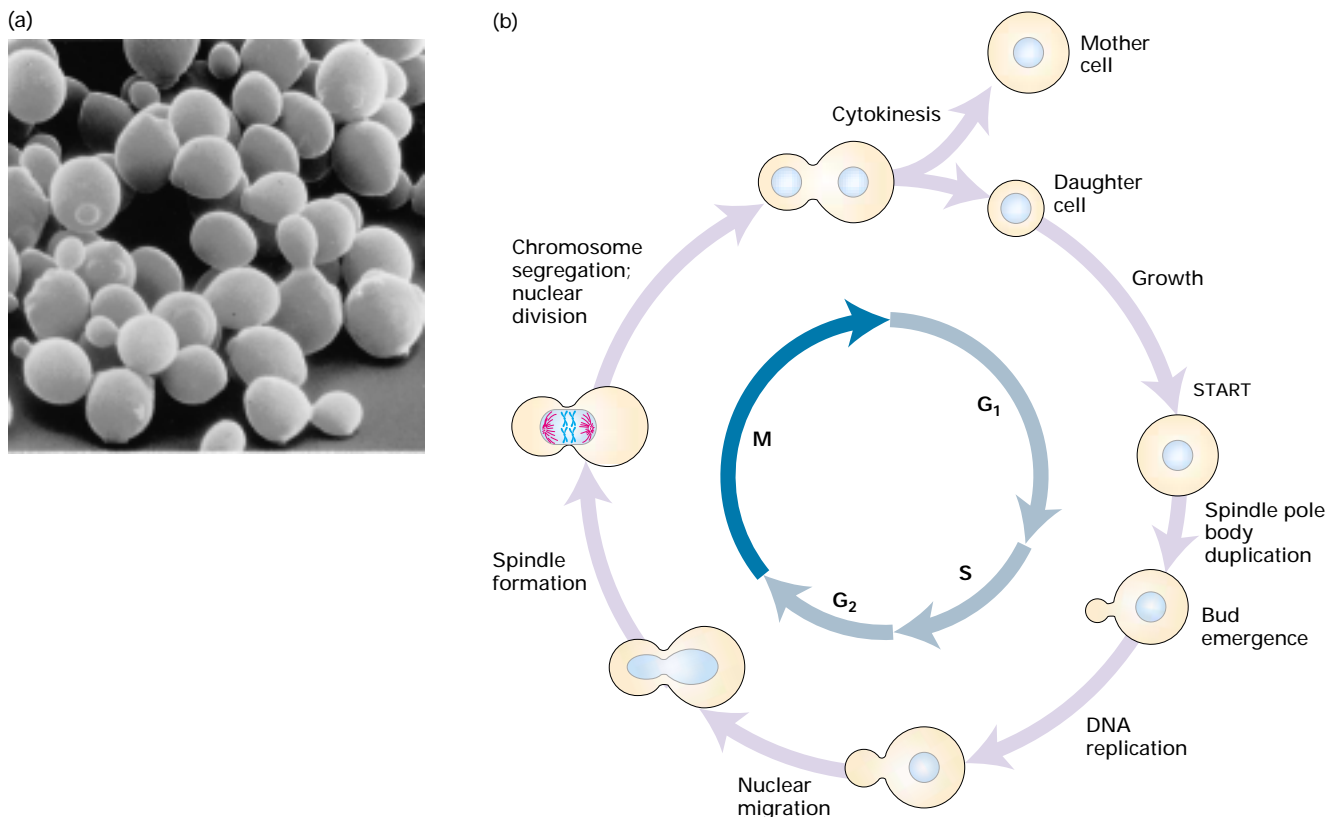 (a)
(b)
Mother
cell
Cytokinesis
Daughter
cell
Growth
START
Spindle pole
body
duplication
Bud
emergence
DNA
replication
Nuclear
migration
Spindle
formation
Chromosome
segregation;
nuclear
division
G₁
S
G₂
M